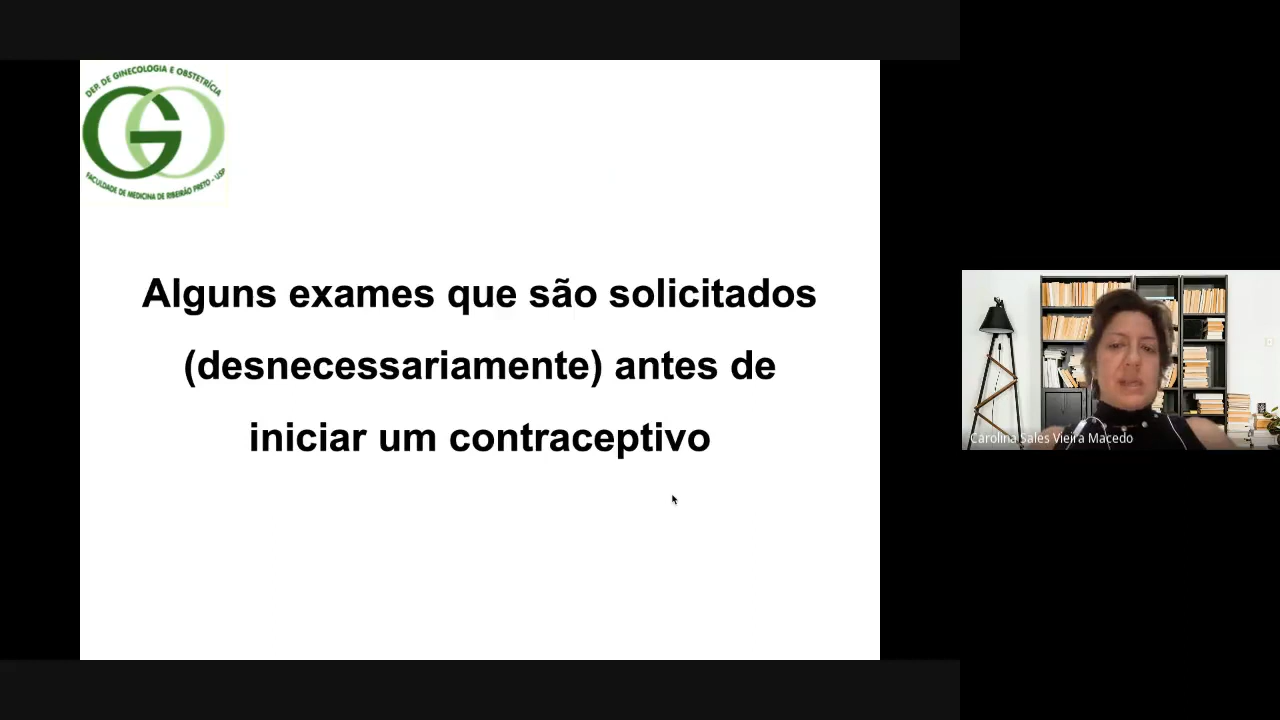 DEP. DE GINECOLOGIA E OBSTETRÍCIA
GO
FACULDADE DE MEDICINA DE RIBEIRÃO PRETO - USP
Alguns exames que são solicitados
(desnecessariamente) antes de
iniciar um contraceptivo
Carolina Sales Vieira Macedo